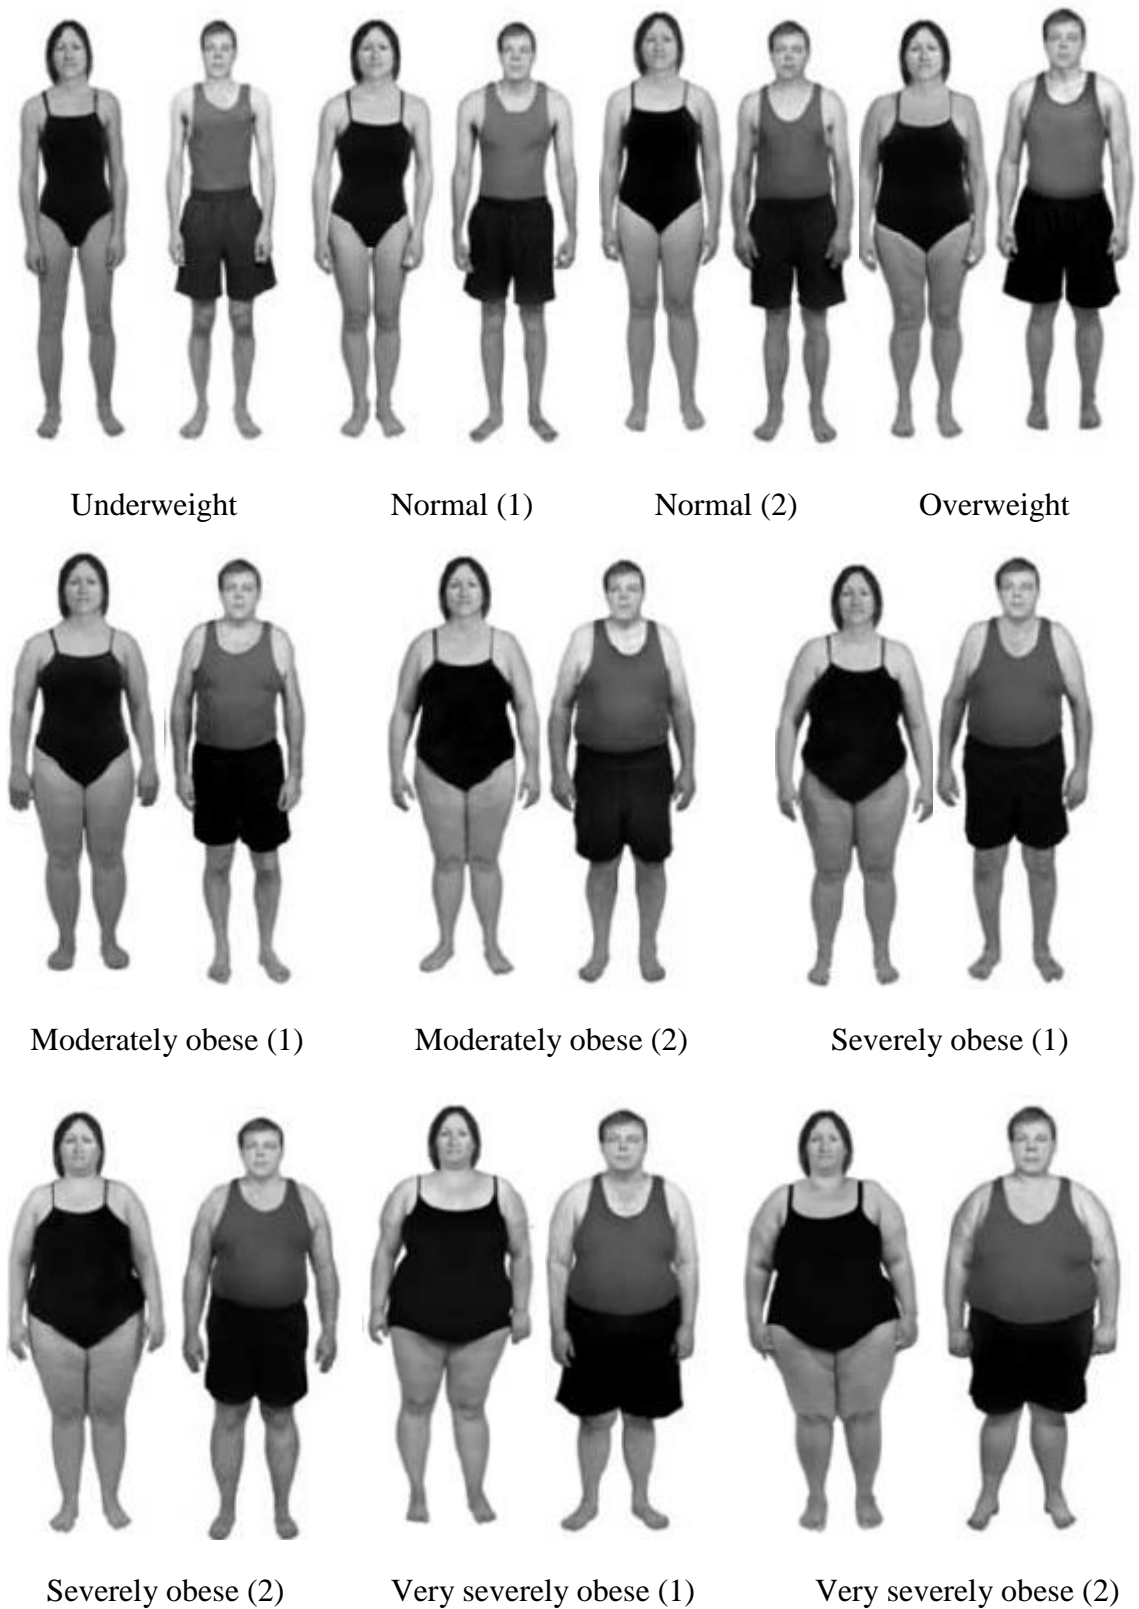 Underweight
Normal (1)
Normal (2)
Overweight
Moderately obese (1)
Moderately obese (2)
Severely obese (1)
Severely obese (2)
Very severely obese (1)
Very severely obese (2)